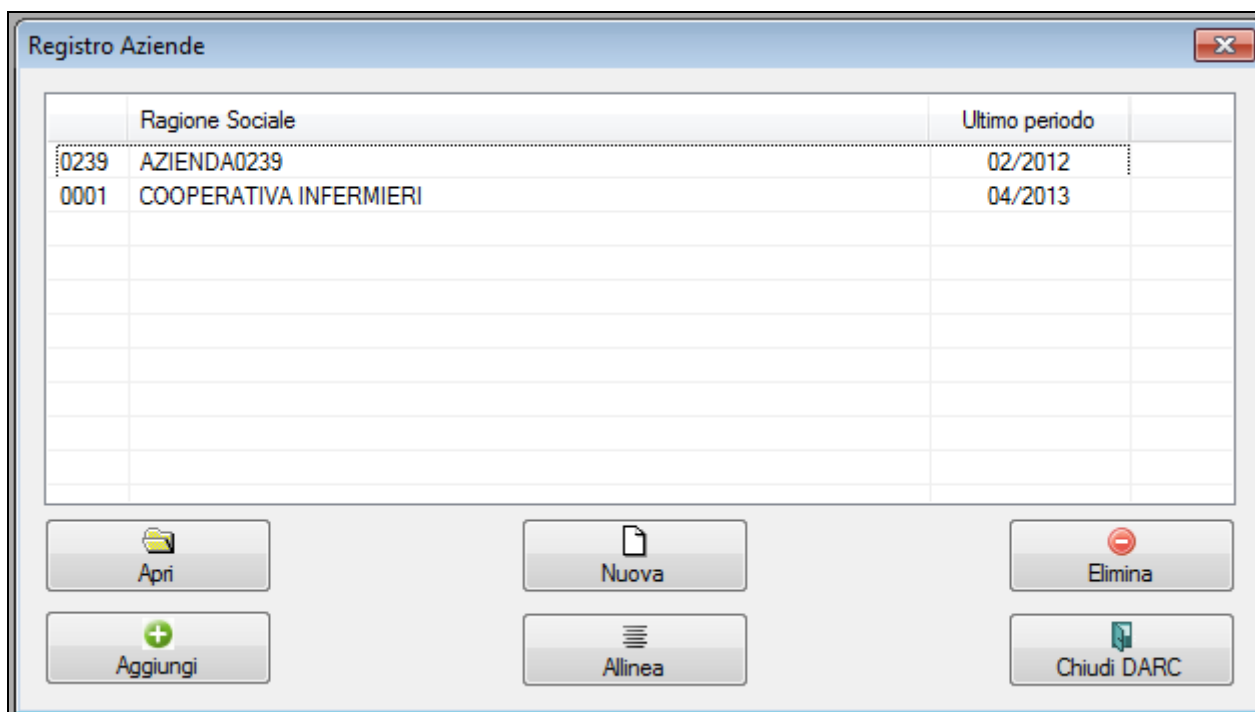 Registro Aziende
Ragione Sociale Ultimo periodo
0239 AZIENDA0239 02/2012
0001 COOPERATIVA INFERMIERI 04/2013
Apri Nuova Elimina
Aggiungi Allinea Chiudi DARC